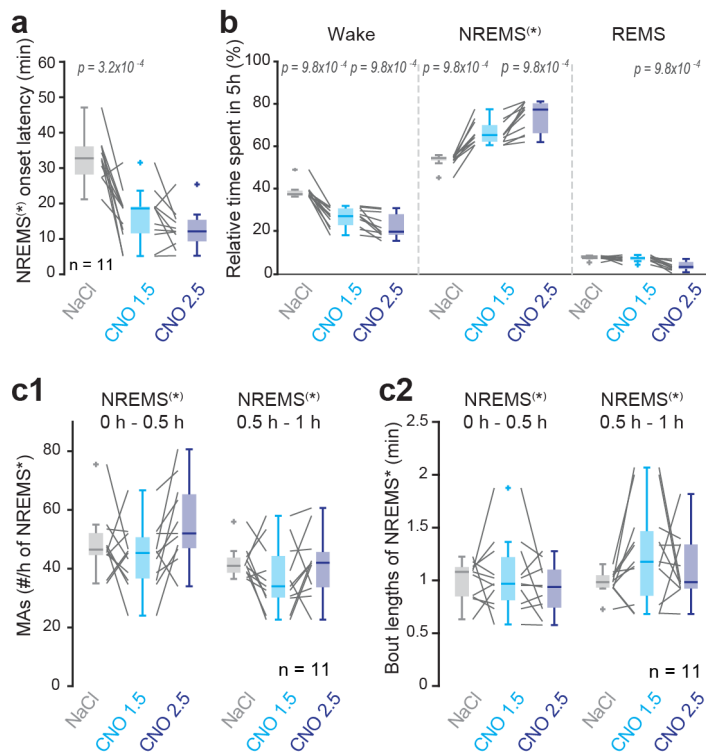 a
NREMS(*) onset latency (min)
60
50
40
30
20
10
0
p = 3.2x10⁻⁴
n = 11
NaCl
CNO 1.5
CNO 2.5
b
Wake
NREMS(*)
REMS
Relative time spent in 5h (%)
100
80
60
40
20
0
p = 9.8x10⁻⁴ p = 9.8x10⁻⁴
p = 9.8x10⁻⁴
p = 9.8x10⁻⁴
p = 9.8x10⁻⁴
NaCl
CNO 1.5
CNO 2.5
NaCl
CNO 1.5
CNO 2.5
NaCl
CNO 1.5
CNO 2.5
c1
NREMS(*)
0 h - 0.5 h
NREMS(*)
0.5 h - 1 h
MAs (#/h of NREMS*)
80
60
40
20
0
n = 11
NaCl
CNO 1.5
CNO 2.5
NaCl
CNO 1.5
CNO 2.5
c2
NREMS(*)
0 h - 0.5 h
NREMS(*)
0.5 h - 1 h
Bout lengths of NREMS* (min)
2.5
2
1.5
1
0.5
0
n = 11
NaCl
CNO 1.5
CNO 2.5
NaCl
CNO 1.5
CNO 2.5